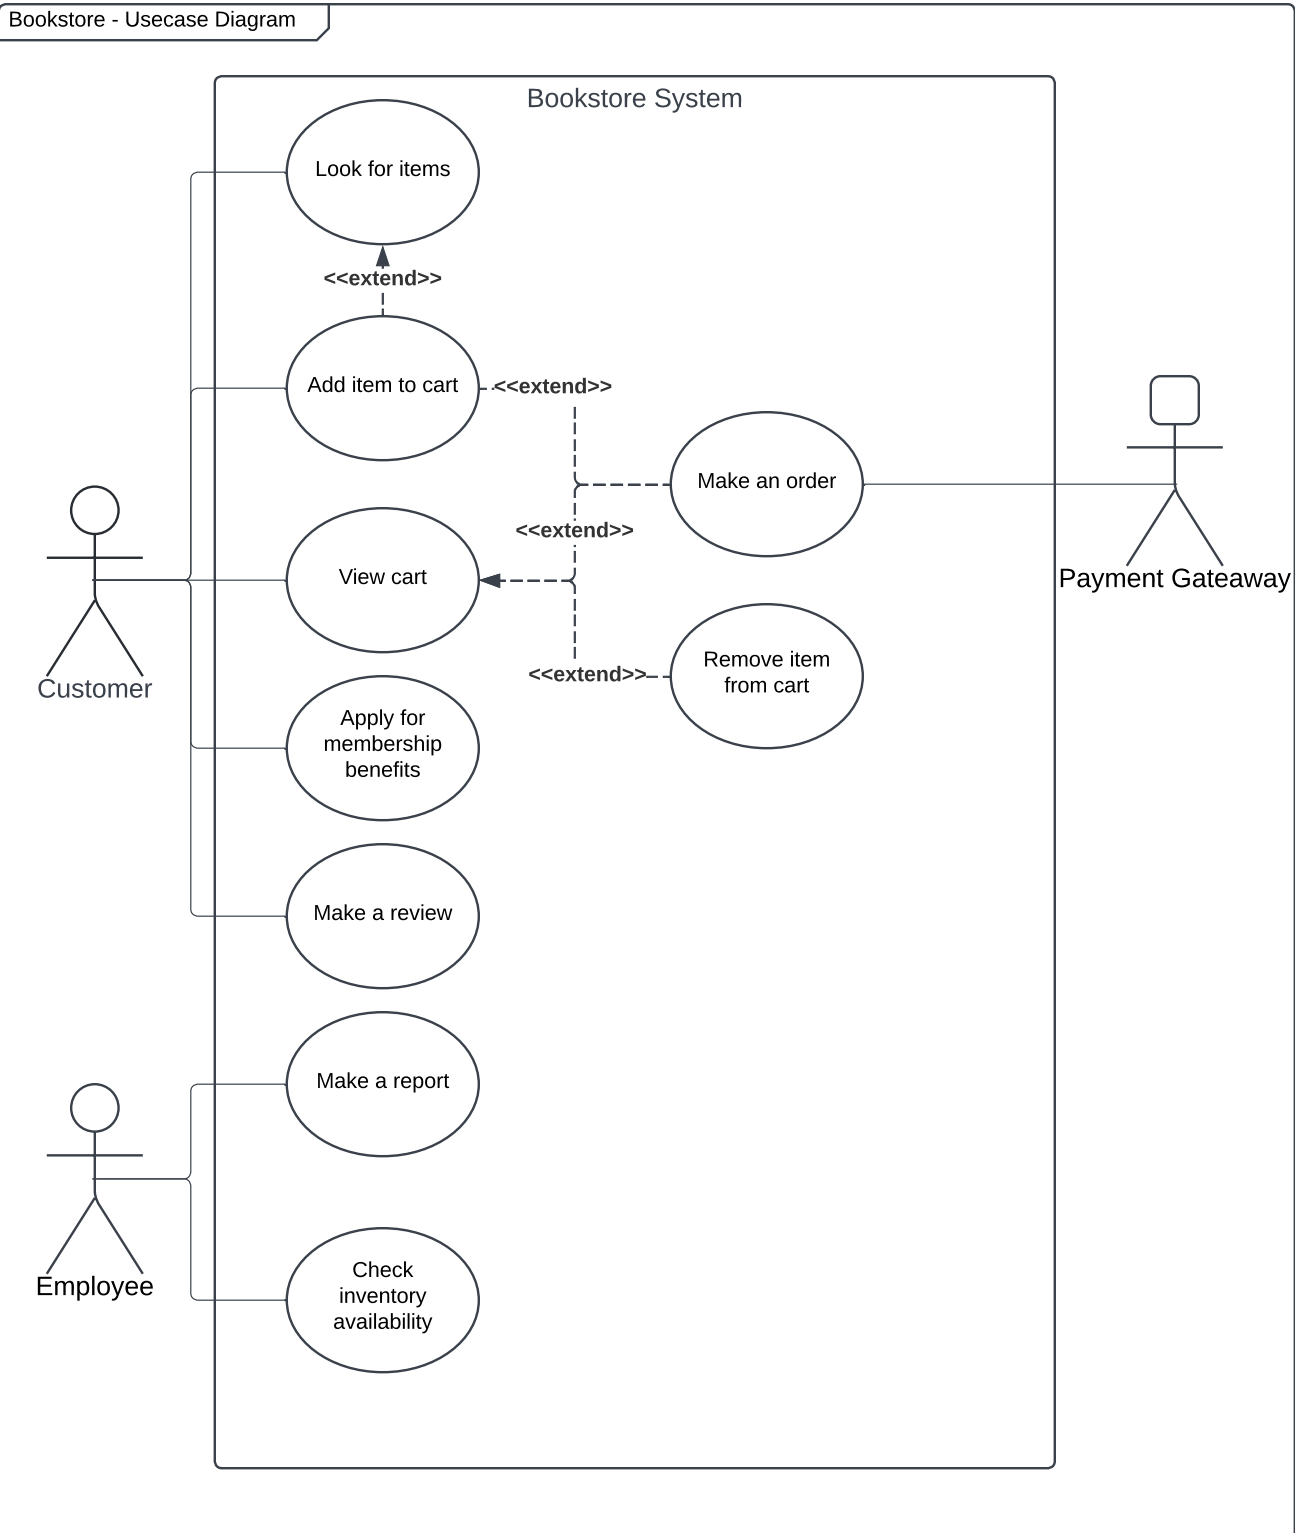 Bookstore - Usecase Diagram
Bookstore System
Look for items
<<extend>>
Add item to cart
<<extend>>
Make an order
<<extend>>
View cart
Payment Gateaway
Remove item
from cart
<<extend>>
Customer
Apply for
membership
benefits
Make a review
Make a report
Employee
Check
inventory
availability